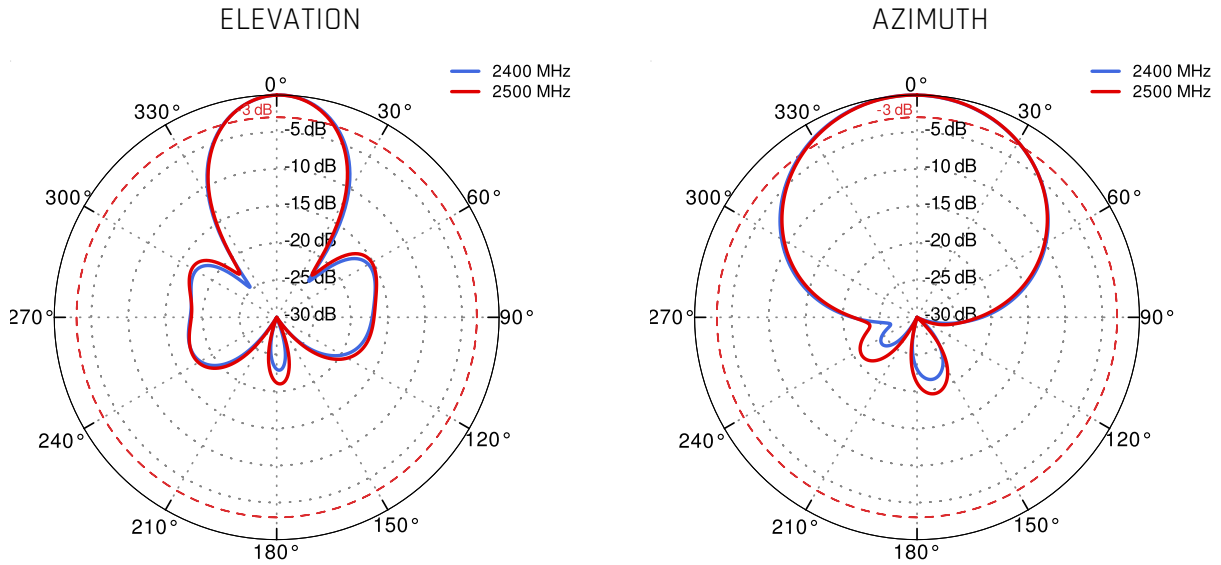 ELEVATION
2400 MHz
2500 MHz
0°
330°
30°
-3 dB
-5 dB
-10 dB
300°
60°
-15 dB
-20 dB
-25 dB
270°
-30 dB
90°
240°
120°
210°
150°
180°
AZIMUTH
2400 MHz
2500 MHz
0°
330°
30°
-3 dB
-5 dB
-10 dB
300°
60°
-15 dB
-20 dB
-25 dB
270°
-30 dB
90°
240°
120°
210°
150°
180°